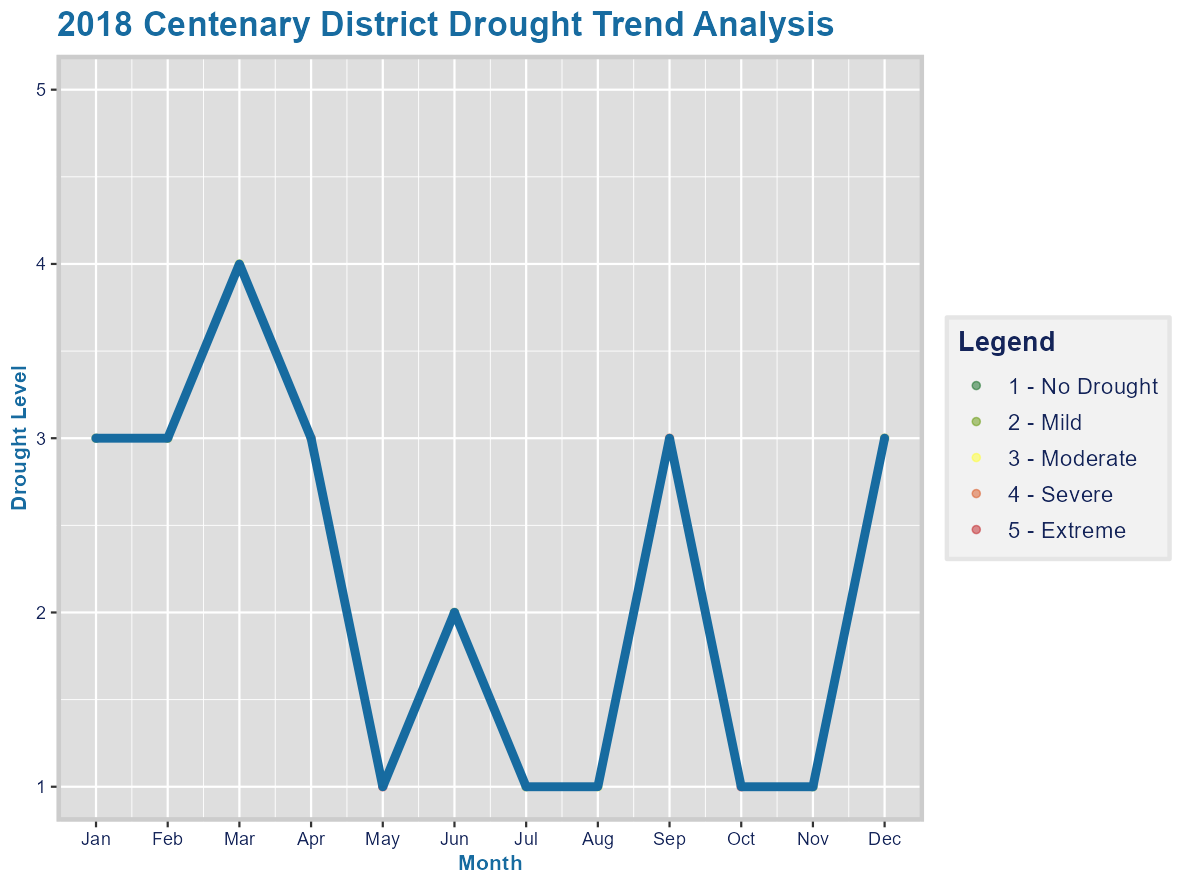 2018 Centenary District Drought Trend Analysis
Drought Level
5
4
3
2
1
Jan Feb Mar Apr May Jun Jul Aug Sep Oct Nov Dec
Month
Legend
1 - No Drought
2 - Mild
3 - Moderate
4 - Severe
5 - Extreme